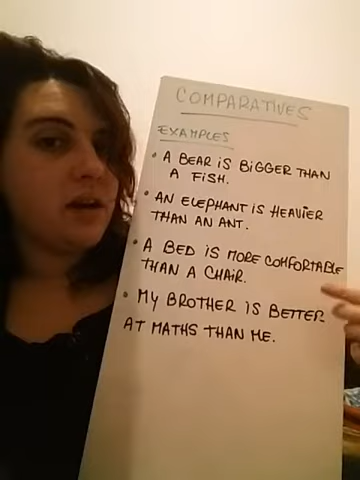 COMPARATIVES
EXAMPLES
• A BEAR IS BIGGER THAN
A FISH.
• AN ELEPHANT IS HEAVIER
THAN AN ANT.
• A BED IS MORE COMFORTABLE
THAN A CHAIR.
• MY BROTHER IS BETTER
AT MATHS THAN ME.